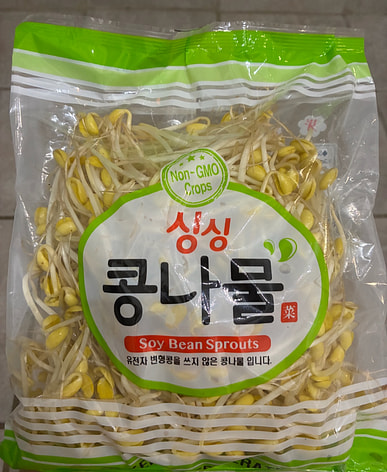 Non-GMO
Crops
싱싱
콩나물
菜
Soy Bean Sprouts
유전자 변형콩을 쓰지 않은 콩나물 입니다.